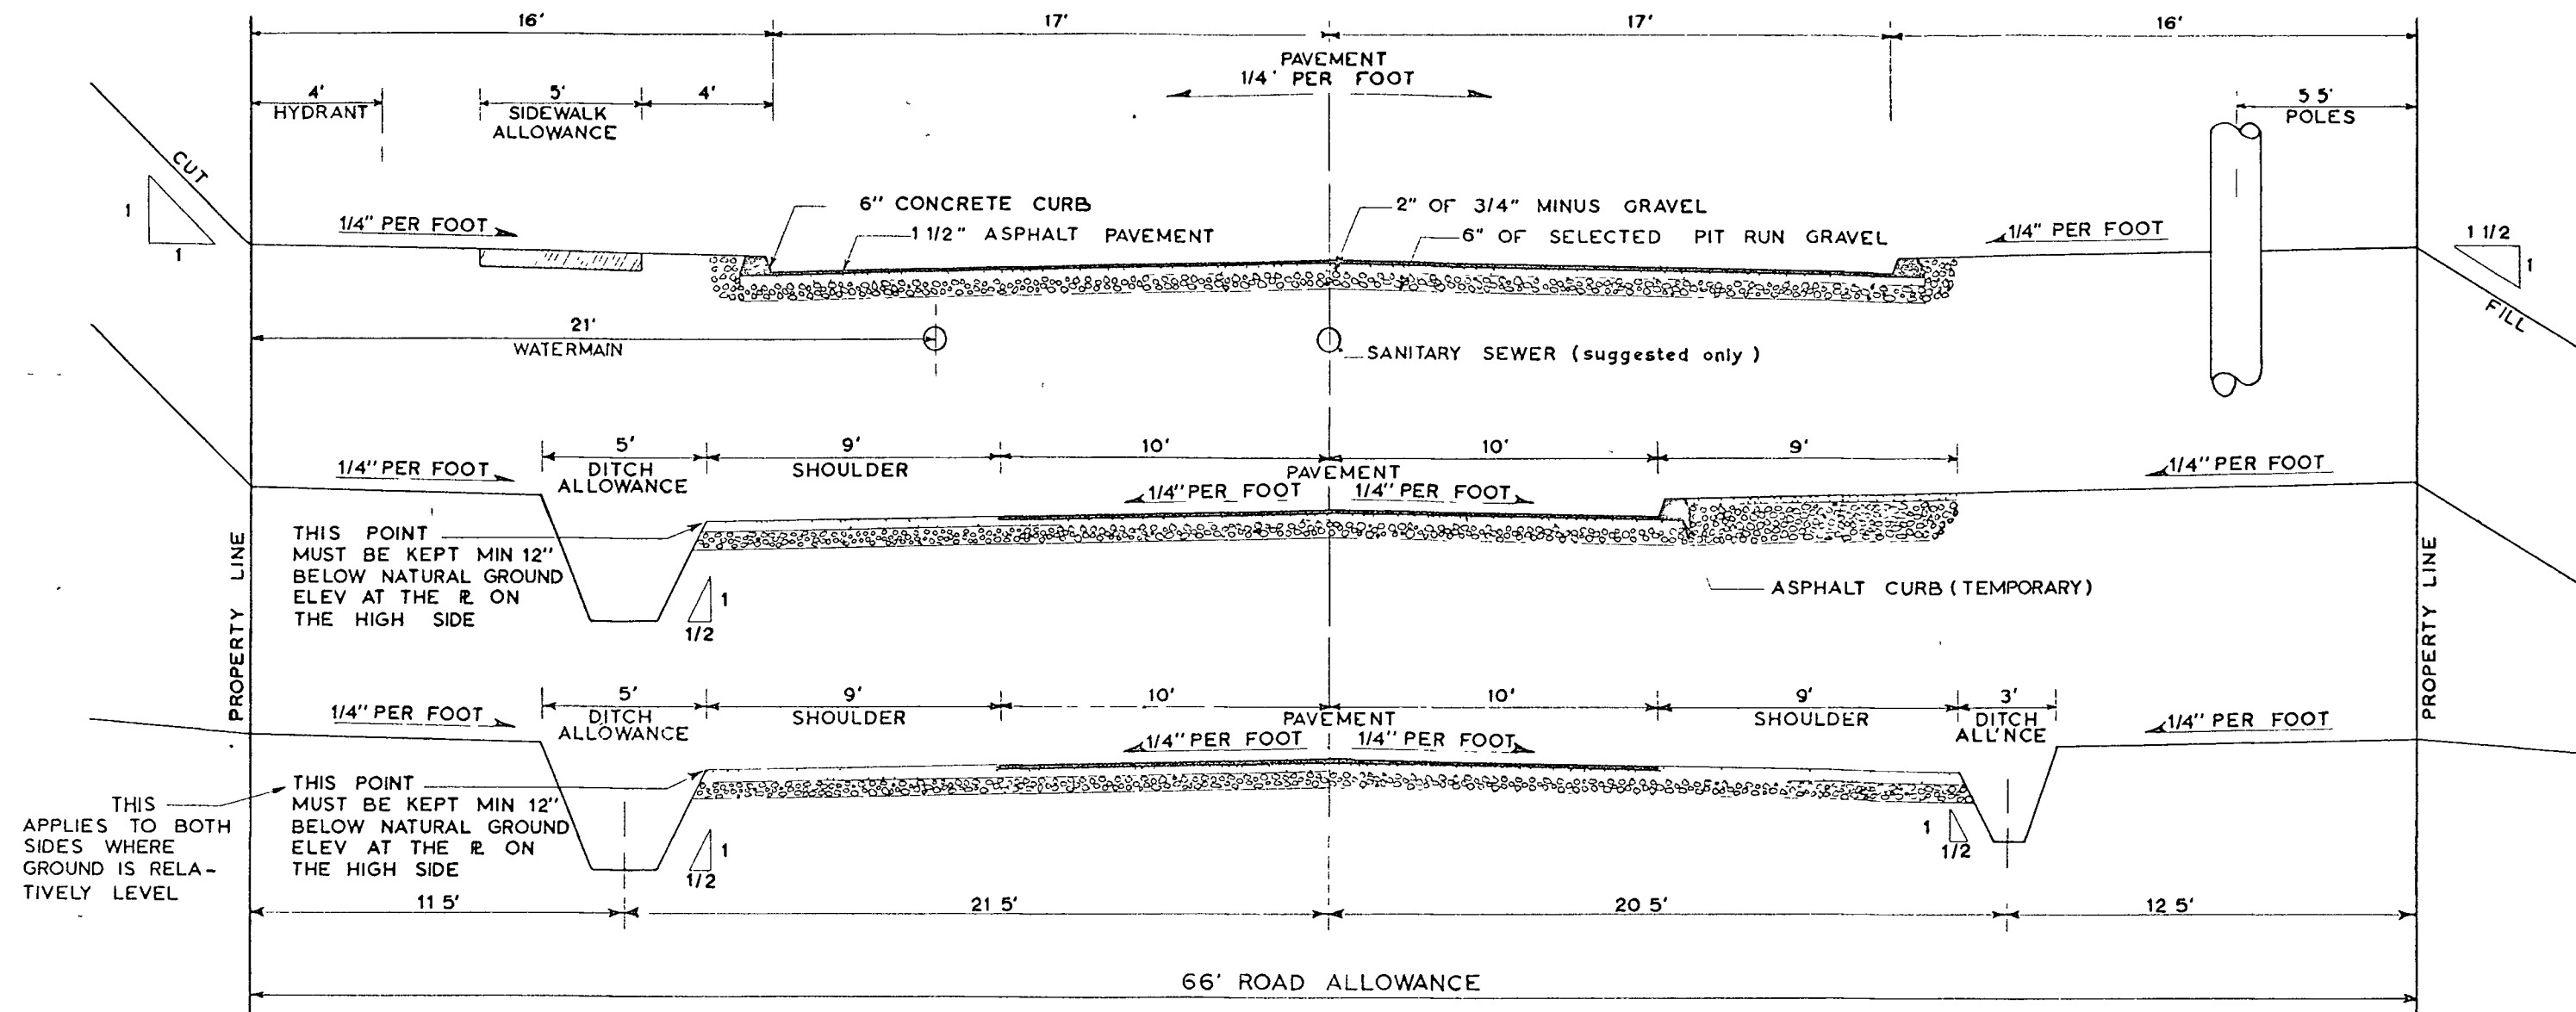 16' 17' 17' 16'
PAVEMENT
1/4' PER FOOT
4' 5' 4' 5 5'
HYDRANT SIDEWALK POLES
ALLOWANCE
CUT
1
1
1/4" PER FOOT
6" CONCRETE CURB
1 1/2" ASPHALT PAVEMENT
2" OF 3/4" MINUS GRAVEL
6" OF SELECTED PIT RUN GRAVEL
1/4" PER FOOT
1 1/2
1
FILL
21'
WATERMAIN
SANITARY SEWER (suggested only)
5' 9' 10' 10' 9'
1/4" PER FOOT DITCH SHOULDER PAVEMENT 1/4" PER FOOT
ALLOWANCE 1/4" PER FOOT 1/4" PER FOOT
THIS POINT
MUST BE KEPT MIN 12"
BELOW NATURAL GROUND
ELEV AT THE PL ON
THE HIGH SIDE
1
1/2
ASPHALT CURB (TEMPORARY)
PROPERTY LINE
PROPERTY LINE
5' 9' 10' 10' 9' 3'
1/4" PER FOOT DITCH SHOULDER PAVEMENT SHOULDER DITCH 1/4" PER FOOT
ALLOWANCE 1/4" PER FOOT 1/4" PER FOOT ALL'NCE
THIS POINT
MUST BE KEPT MIN 12"
BELOW NATURAL GROUND
ELEV AT THE PL ON
THE HIGH SIDE
THIS
APPLIES TO BOTH
SIDES WHERE
GROUND IS RELA-
TIVELY LEVEL
1
1/2
1
1/2
11 5' 21 5' 20 5' 12 5'
66' ROAD ALLOWANCE